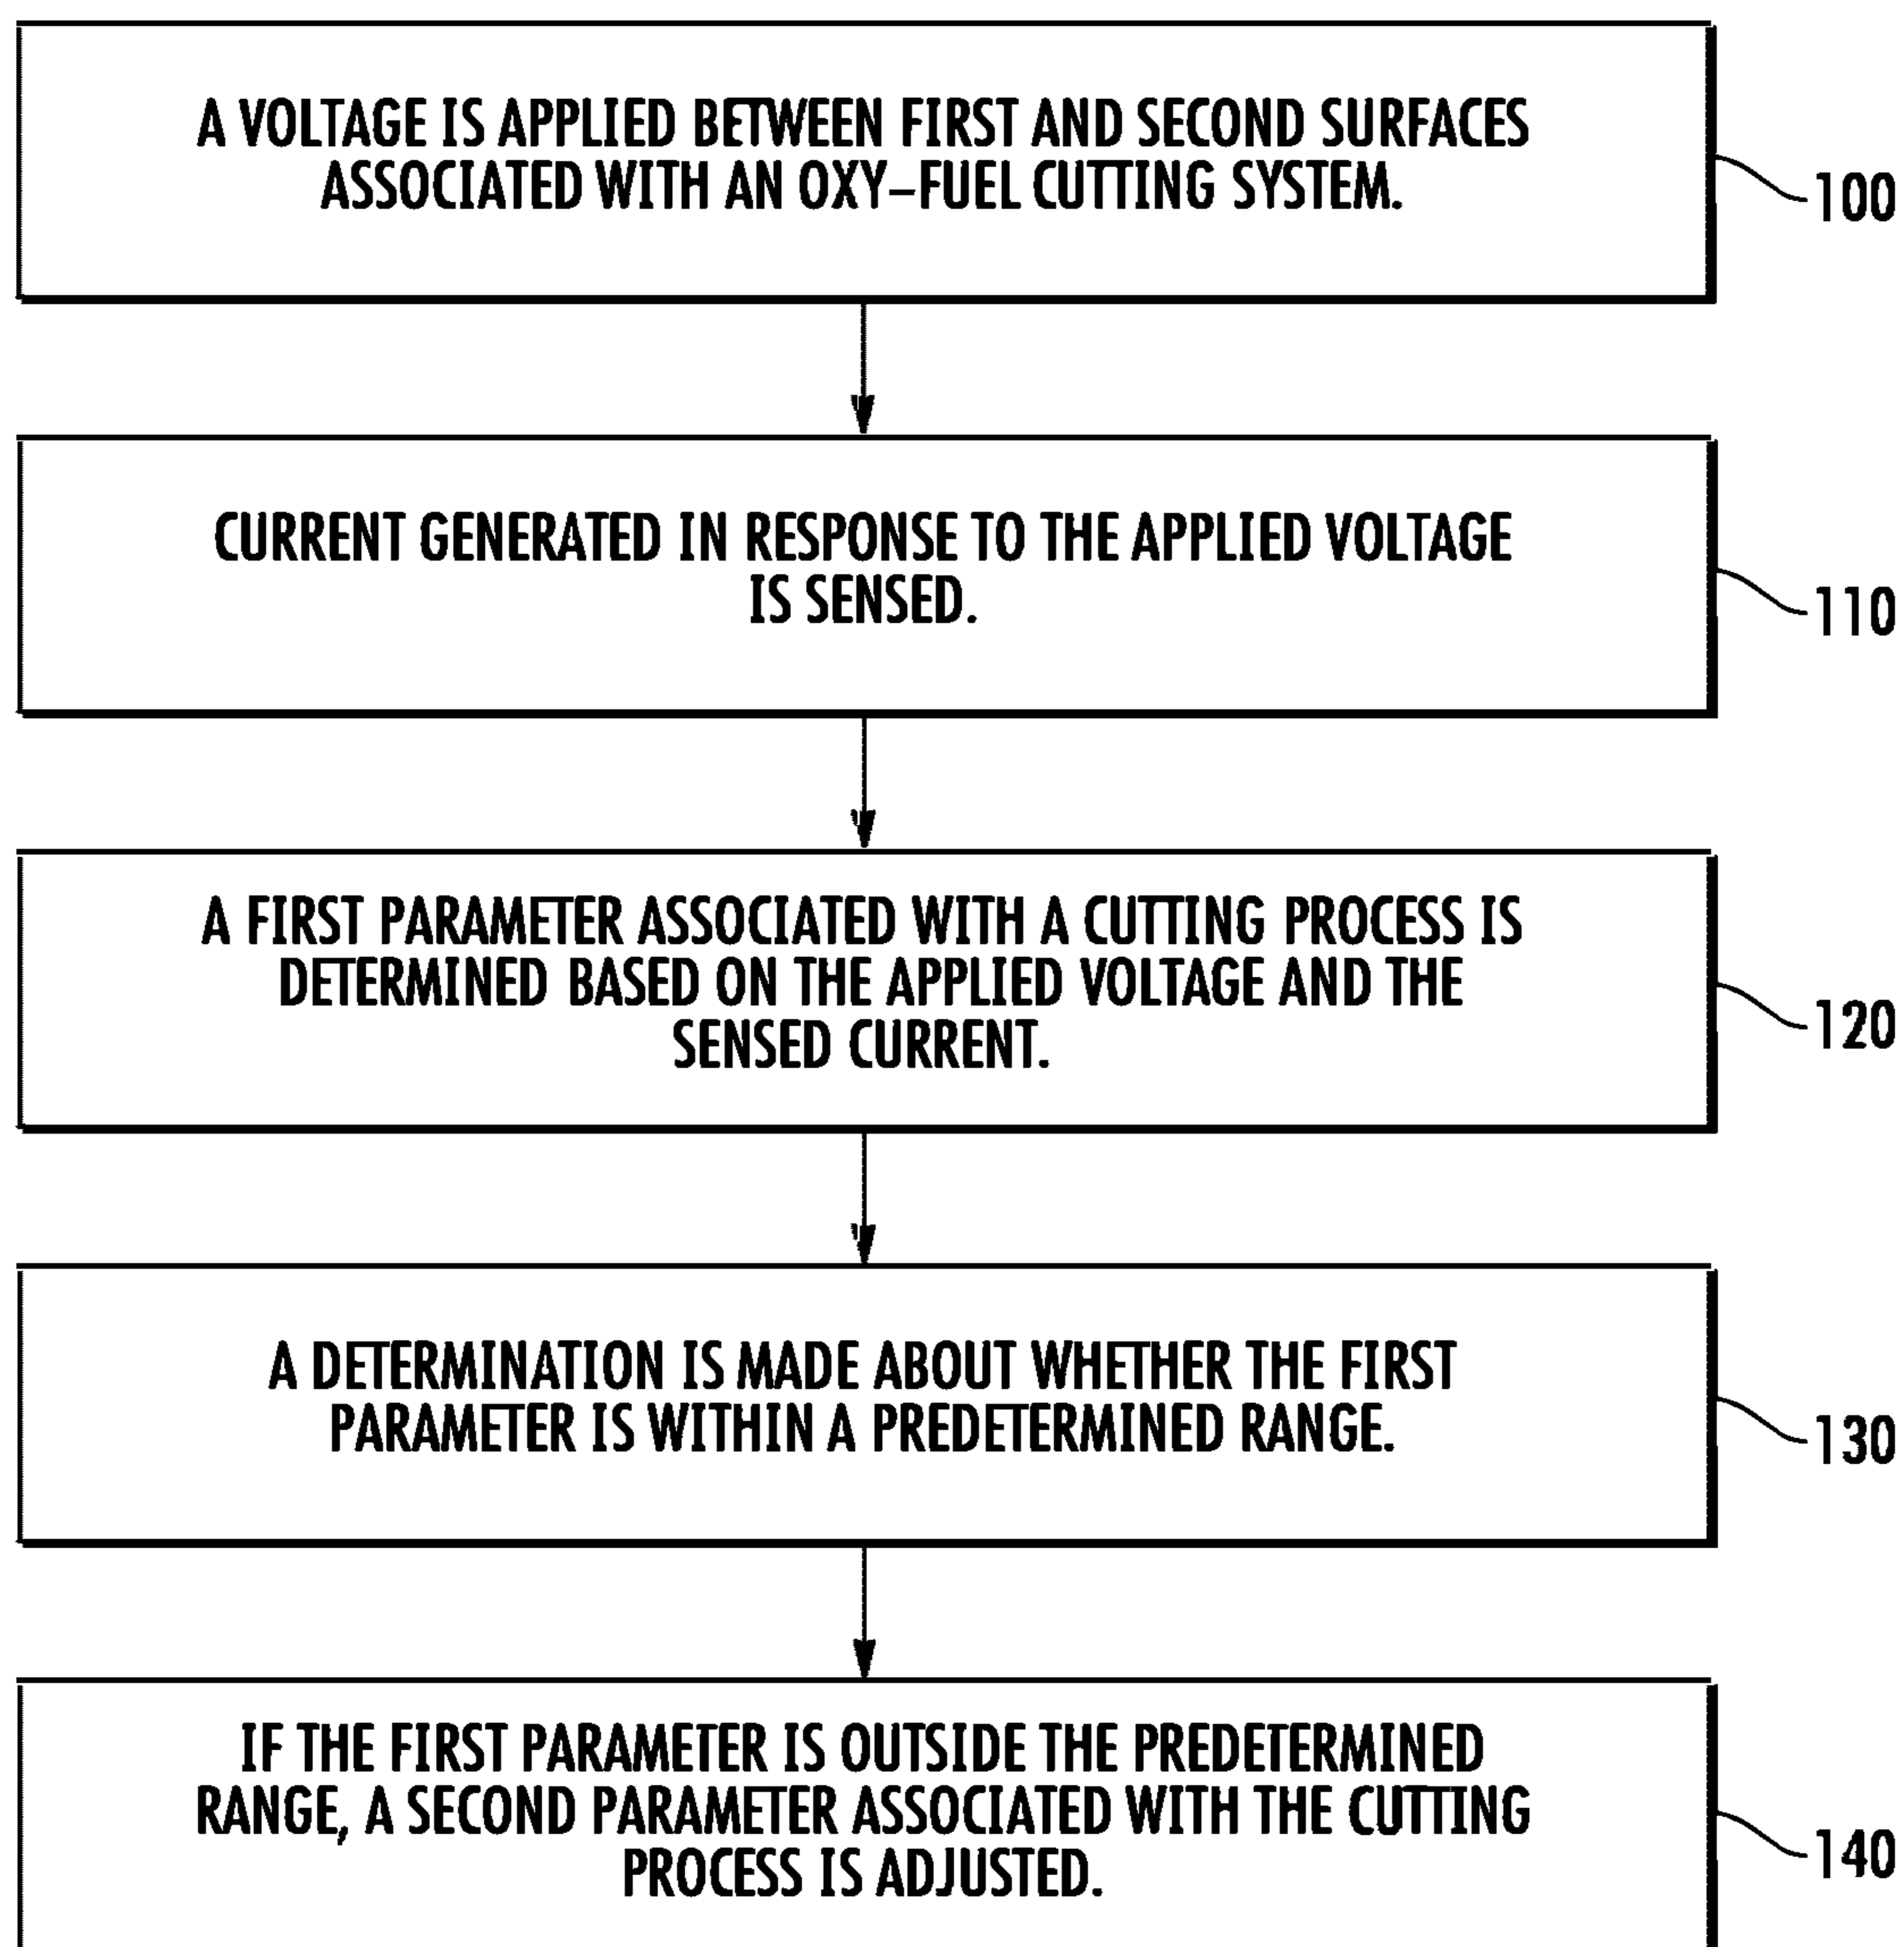 A VOLTAGE IS APPLIED BETWEEN FIRST AND SECOND SURFACES
ASSOCIATED WITH AN OXY–FUEL CUTTING SYSTEM.
100
CURRENT GENERATED IN RESPONSE TO THE APPLIED VOLTAGE
IS SENSED.
110
A FIRST PARAMETER ASSOCIATED WITH A CUTTING PROCESS IS
DETERMINED BASED ON THE APPLIED VOLTAGE AND THE
SENSED CURRENT.
120
A DETERMINATION IS MADE ABOUT WHETHER THE FIRST
PARAMETER IS WITHIN A PREDETERMINED RANGE.
130
IF THE FIRST PARAMETER IS OUTSIDE THE PREDETERMINED
RANGE, A SECOND PARAMETER ASSOCIATED WITH THE CUTTING
PROCESS IS ADJUSTED.
140